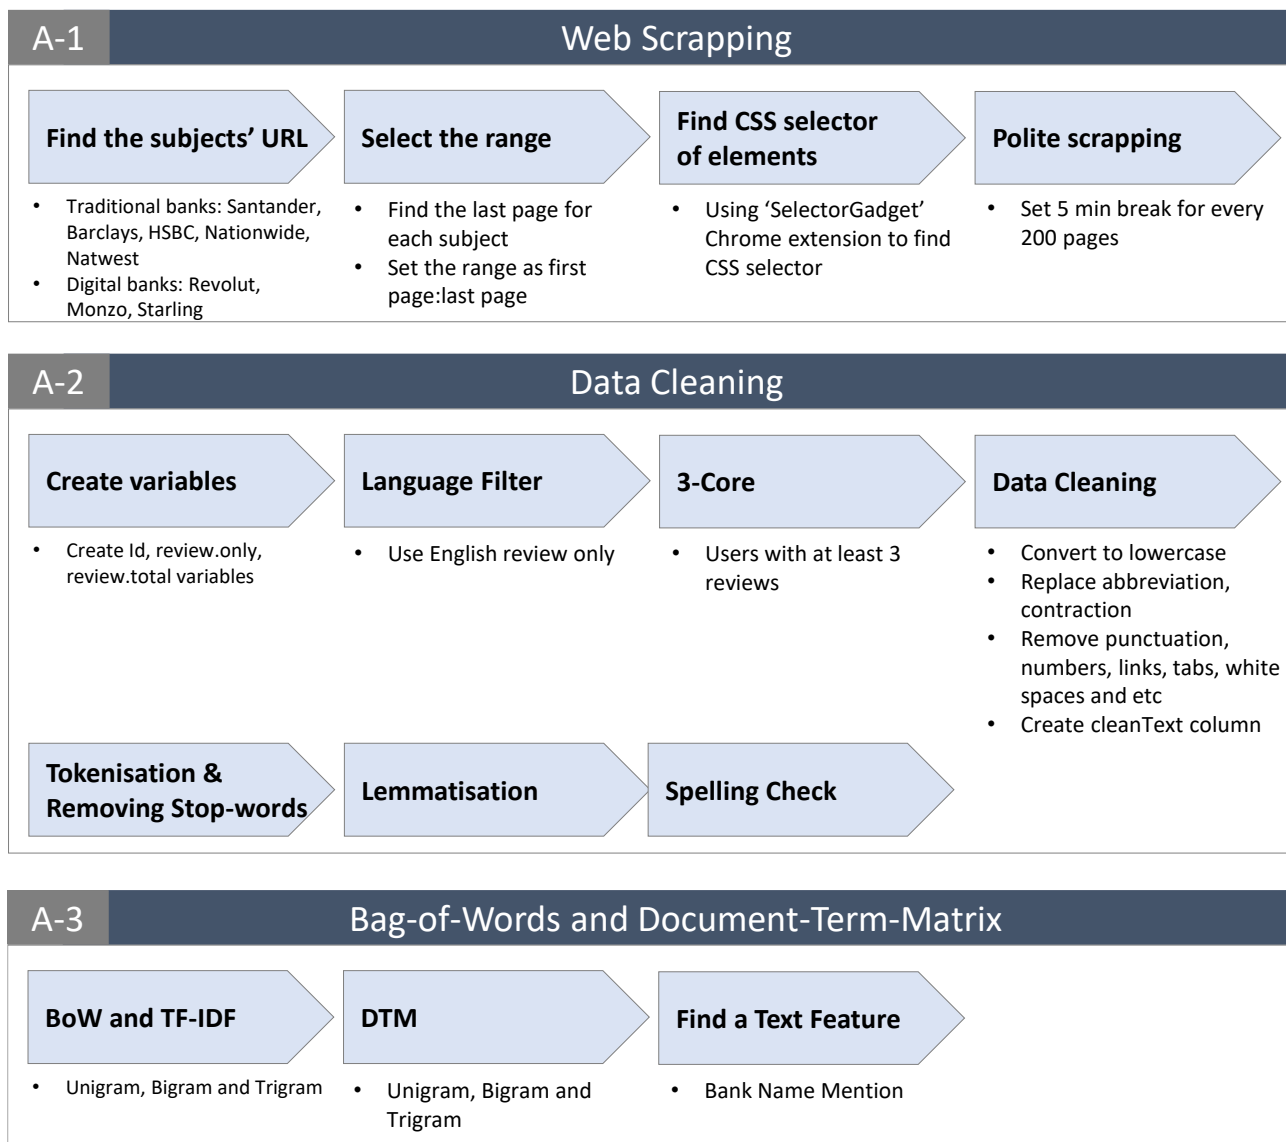 A-1
Web Scrapping
Find the subjects’ URL
• Traditional banks: Santander,
Barclays, HSBC, Nationwide,
Natwest
• Digital banks: Revolut,
Monzo, Starling
Select the range
• Find the last page for
each subject
• Set the range as first
page:last page
Find CSS selector
of elements
• Using ‘SelectorGadget’
Chrome extension to find
CSS selector
Polite scrapping
• Set 5 min break for every
200 pages
A-2
Data Cleaning
Create variables
• Create Id, review.only,
review.total variables
Language Filter
• Use English review only
3-Core
• Users with at least 3
reviews
Data Cleaning
• Convert to lowercase
• Replace abbreviation,
contraction
• Remove punctuation,
numbers, links, tabs, white
spaces and etc
• Create cleanText column
Tokenisation &
Removing Stop-words
Lemmatisation
Spelling Check
A-3
Bag-of-Words and Document-Term-Matrix
BoW and TF-IDF
• Unigram, Bigram and Trigram
DTM
• Unigram, Bigram and
Trigram
Find a Text Feature
• Bank Name Mention